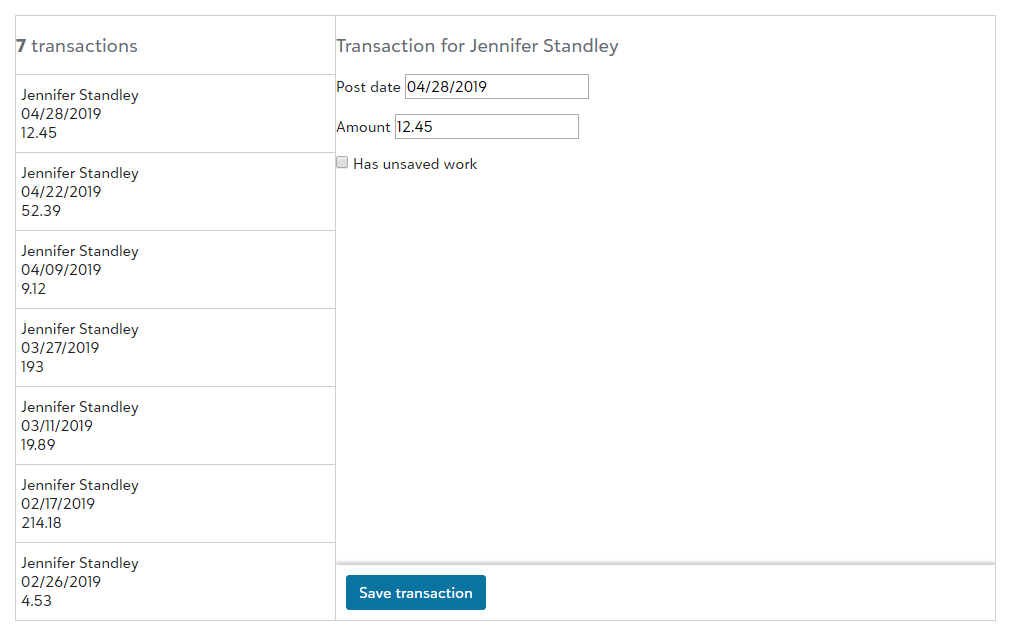 7 transactions
Jennifer Standley
04/28/2019
12.45
Jennifer Standley
04/22/2019
52.39
Jennifer Standley
04/09/2019
9.12
Jennifer Standley
03/27/2019
193
Jennifer Standley
03/11/2019
19.89
Jennifer Standley
02/17/2019
214.18
Jennifer Standley
02/26/2019
4.53
Transaction for Jennifer Standley
Post date 04/28/2019
Amount 12.45
Has unsaved work
Save transaction